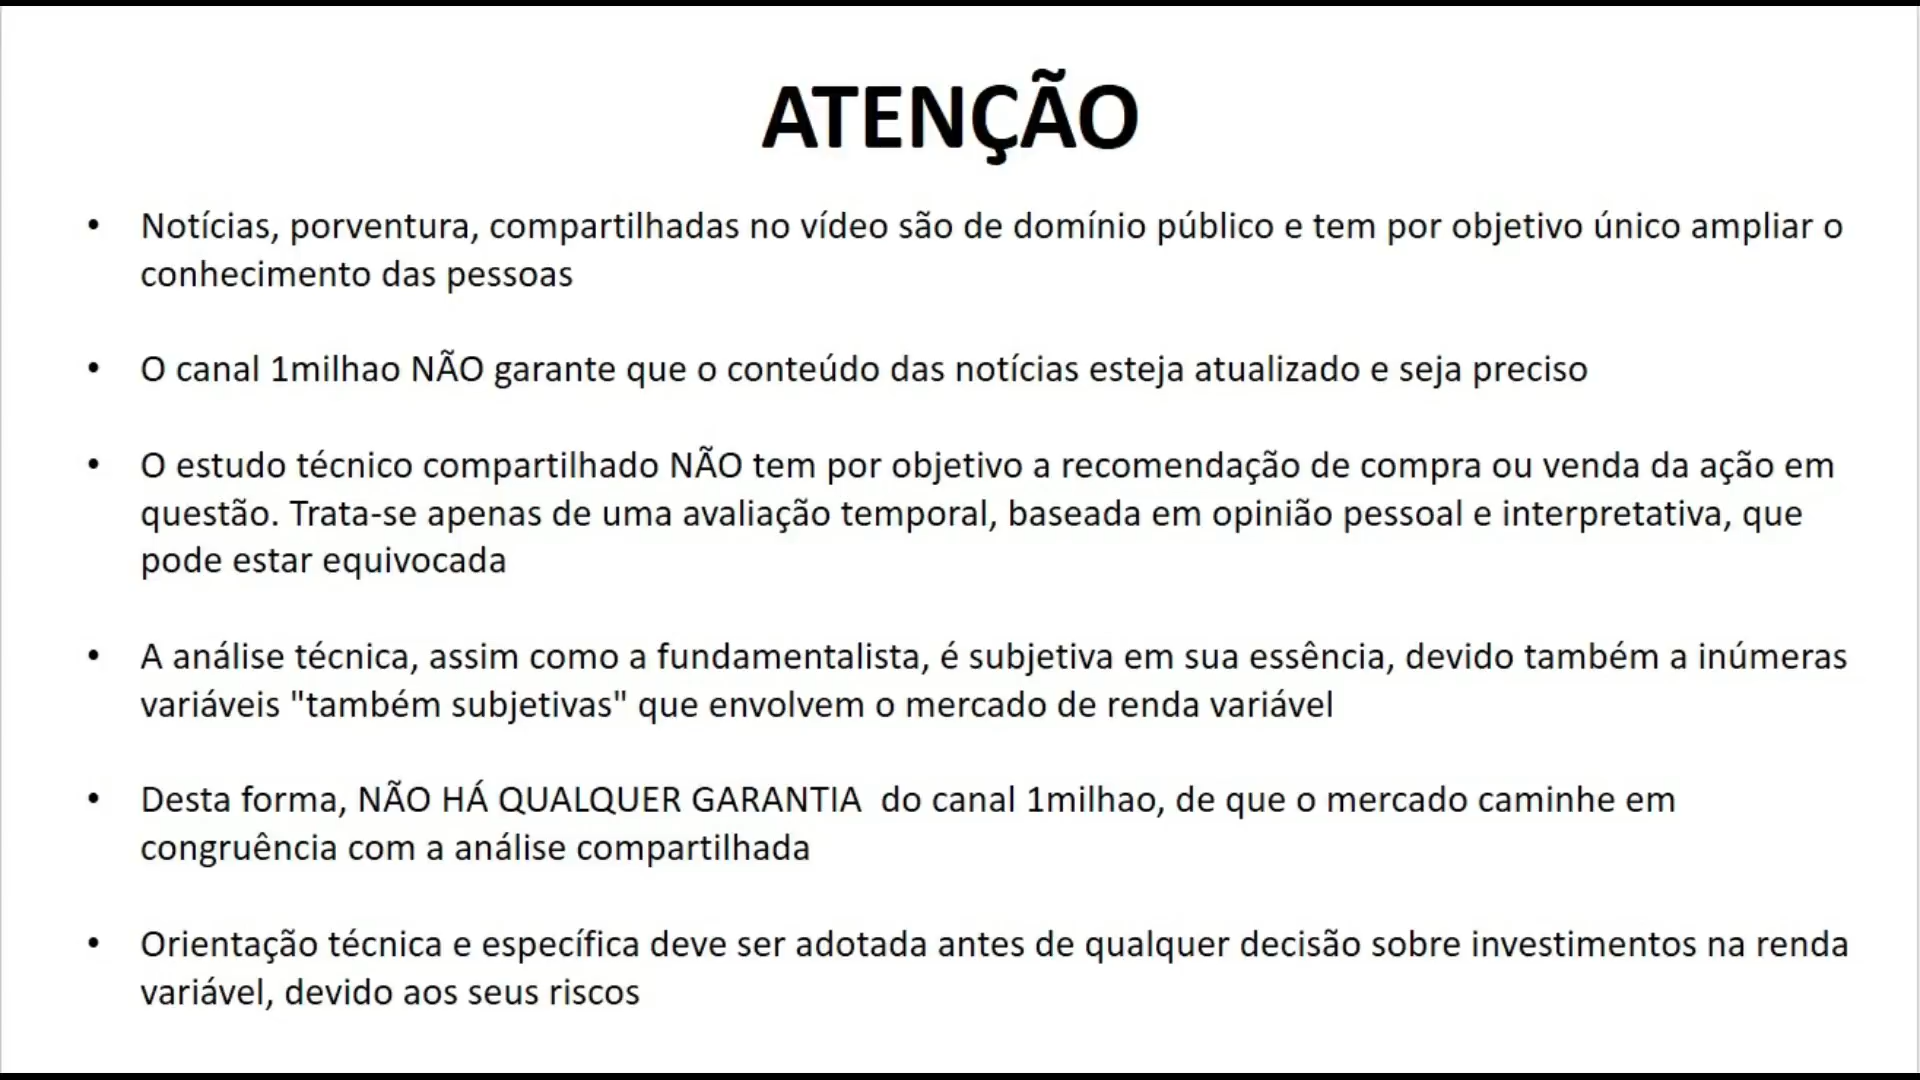 ATENÇÃO
• Notícias, porventura, compartilhadas no vídeo são de domínio público e tem por objetivo único ampliar o
conhecimento das pessoas
• O canal 1milhao NÃO garante que o conteúdo das notícias esteja atualizado e seja preciso
• O estudo técnico compartilhado NÃO tem por objetivo a recomendação de compra ou venda da ação em
questão. Trata-se apenas de uma avaliação temporal, baseada em opinião pessoal e interpretativa, que
pode estar equivocada
• A análise técnica, assim como a fundamentalista, é subjetiva em sua essência, devido também a inúmeras
variáveis "também subjetivas" que envolvem o mercado de renda variável
• Desta forma, NÃO HÁ QUALQUER GARANTIA  do canal 1milhao, de que o mercado caminhe em
congruência com a análise compartilhada
• Orientação técnica e específica deve ser adotada antes de qualquer decisão sobre investimentos na renda
variável, devido aos seus riscos